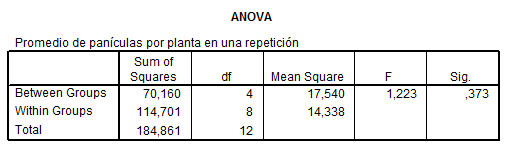 ANOVA
Promedio de panículas por planta en una repetición
Sum of Squares df Mean Square F Sig.
Between Groups 70,160 4 17,540 1,223 ,373
Within Groups 114,701 8 14,338
Total 184,861 12